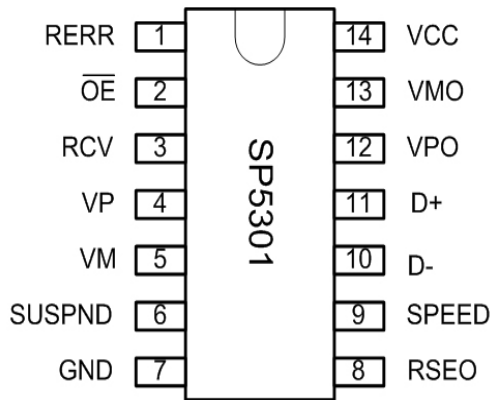 RERR 1 14 VCC
O̅E̅ 2 13 VMO
RCV 3 12 VPO
VP 4 11 D+
VM 5 10 D-
SUSPND 6 9 SPEED
GND 7 8 RSEO
SP5301